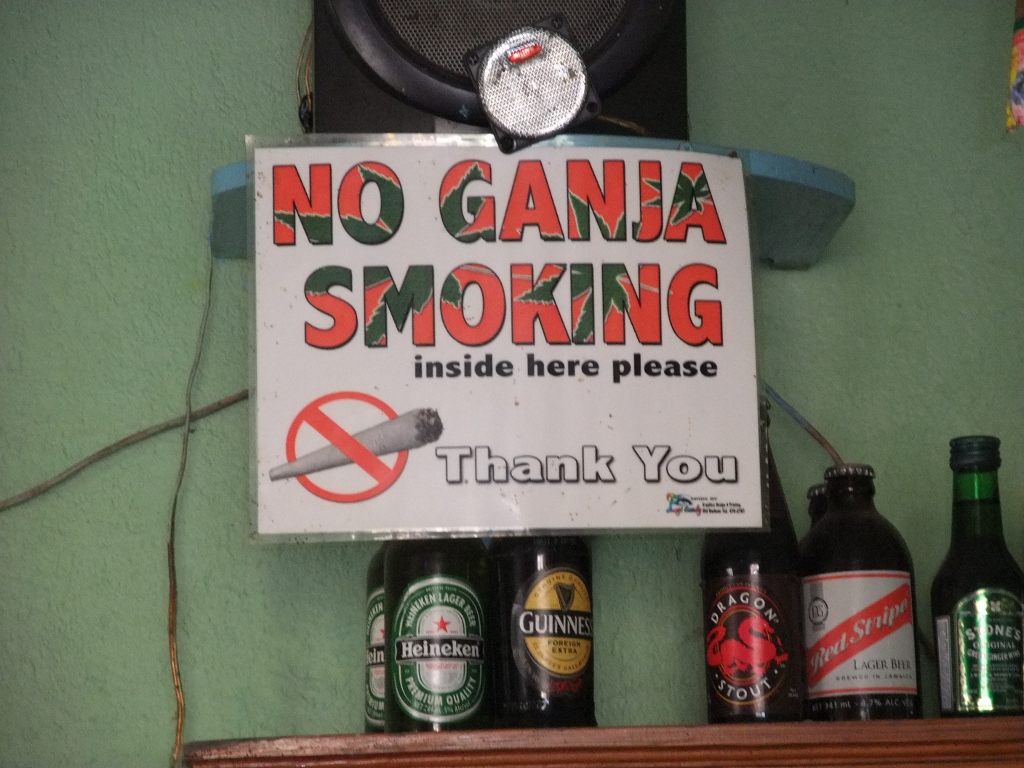 NO GANJA
SMOKING
inside here please
Thank You
HEINEKEN LAGER BEER
Heineken
PREMIUM QUALITY
GUINNESS
FOREIGN
EXTRA
DRAGON
STOUT
Red Stripe
LAGER BEER
BREWED IN JAMAICA
STONE'S
ORIGINAL
GINGER